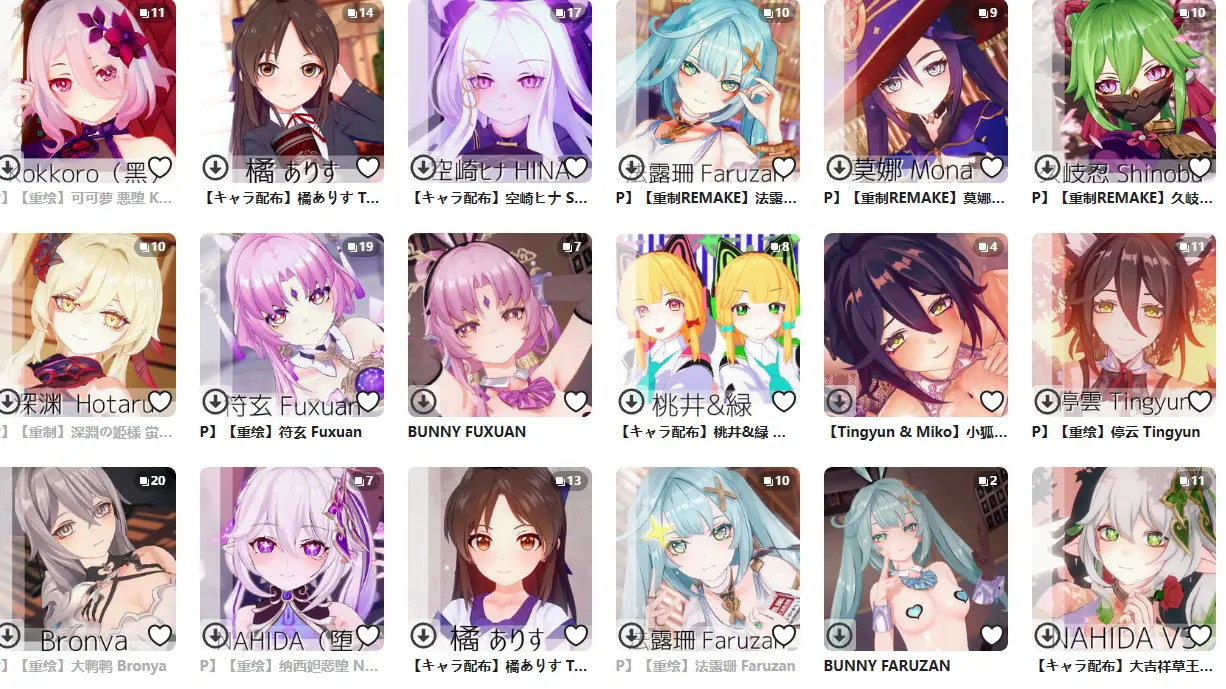 11
14
17
10
9
10
Kokkoro（黑）
橘 ありす
空崎ヒナ HINA
法露珊 Faruzan
莫娜 Mona
久岐忍 Shinobu
】【重绘】可可萝 悪堕 K...
【キャラ配布】橘ありす T...
【キャラ配布】空崎ヒナ S...
P】【重制REMAKE】法露...
P】【重制REMAKE】莫娜...
P】【重制REMAKE】久岐...
10
19
7
8
4
11
深渊 Hotaru
符玄 Fuxuan
桃井&緑
停雲 Tingyun
】【重制】深淵の姫様 蛍...
P】【重绘】符玄 Fuxuan
BUNNY FUXUAN
【キャラ配布】桃井&緑 ...
【Tingyun & Miko】小狐...
P】【重绘】停云 Tingyun
20
7
13
10
2
11
Bronya
NAHIDA（堕）
橘 ありす
法露珊 Faruzan
NAHIDA V3
】【重绘】大鸭鸭 Bronya
P】【重绘】纳西妲恶堕 N...
【キャラ配布】橘ありす T...
P】【重绘】法露珊 Faruzan
BUNNY FARUZAN
【キャラ配布】大吉祥草王...